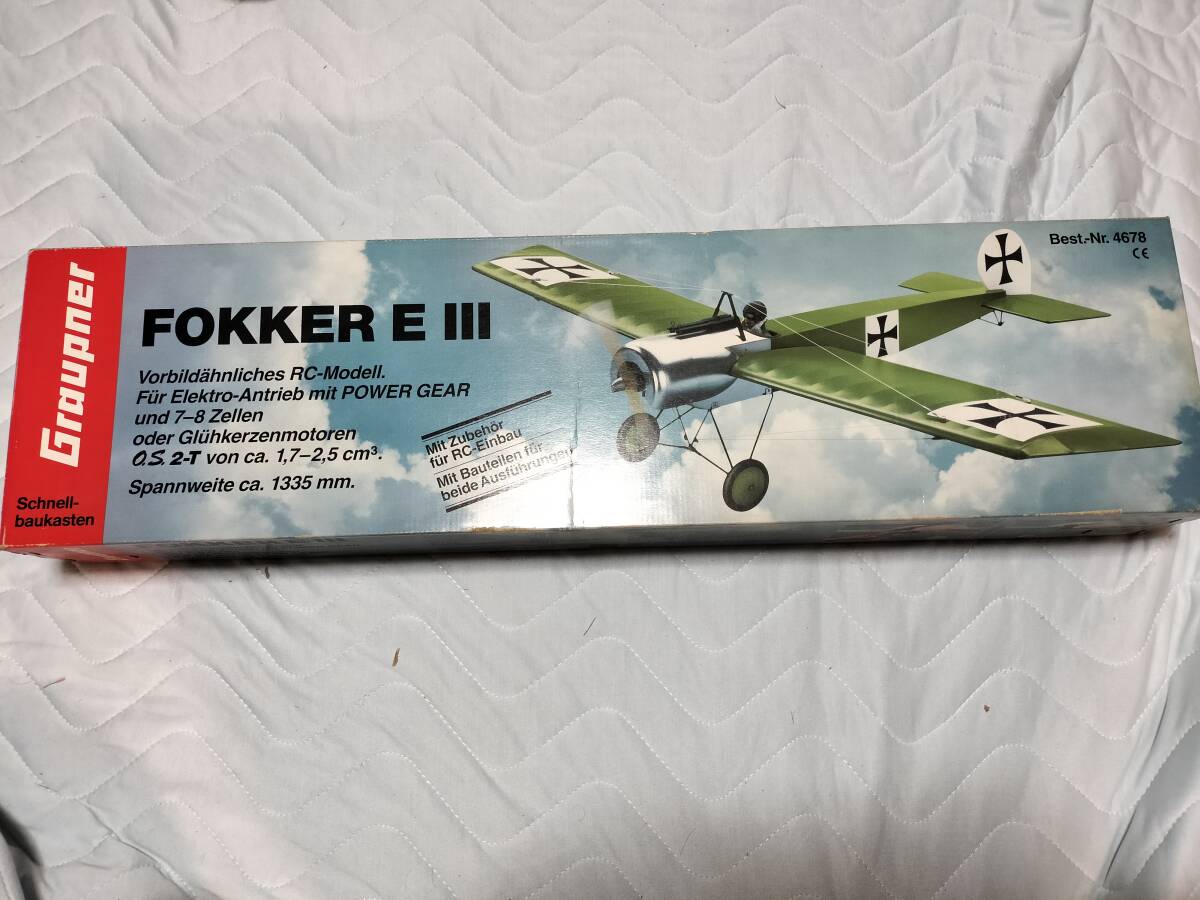 Graupner
Schnell-
baukasten
FOKKER E III
Vorbildähnliches RC-Modell.
Für Elektro-Antrieb mit POWER GEAR
und 7–8 Zellen
oder Glühkerzenmotoren
O.S. 2-T von ca. 1,7–2,5 cm³.
Spannweite ca. 1335 mm.
Mit Zubehör
für RC-Einbau
Mit Bauteilen für
beide Ausführungen
Best.-Nr. 4678
CE